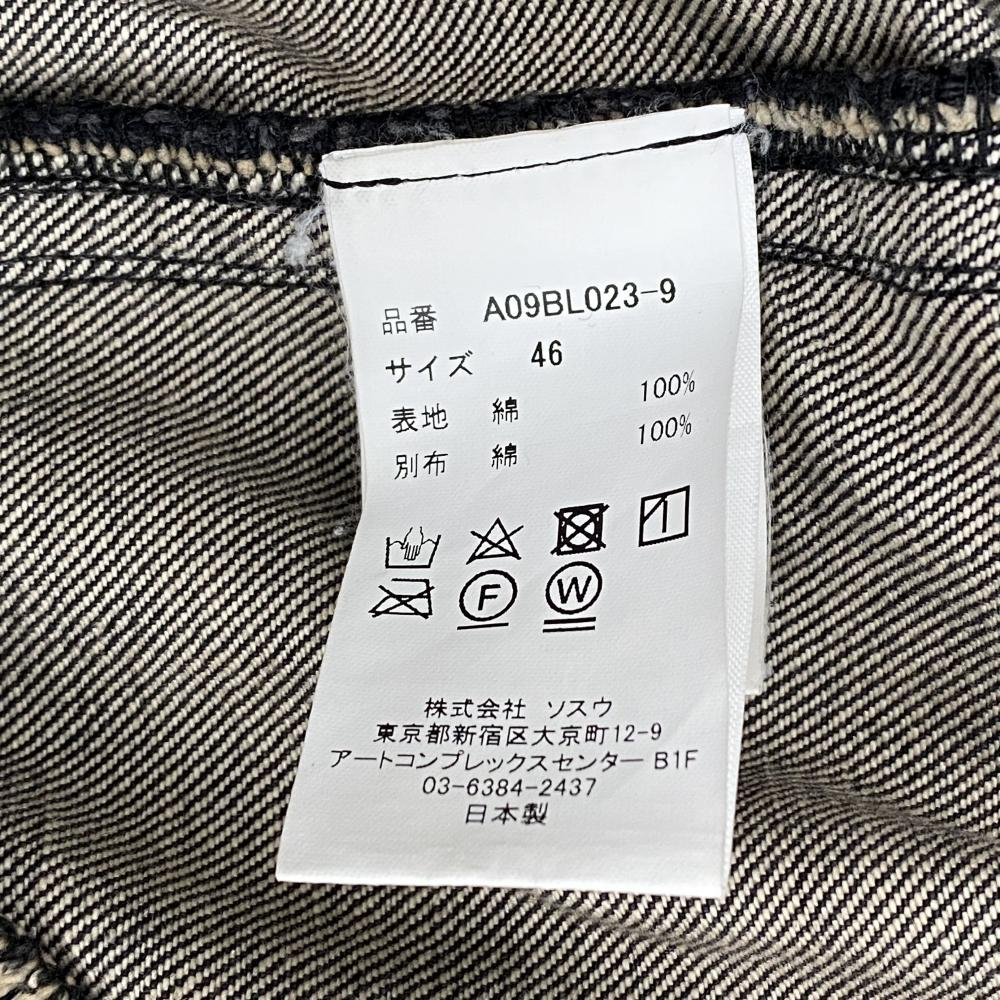 品番 A09BL023-9
サイズ 46
表地 綿 100%
別布 綿 100%
F W
株式会社 ソスウ
東京都新宿区大京町12-9
アートコンプレックスセンター B1F
03-6384-2437
日本製